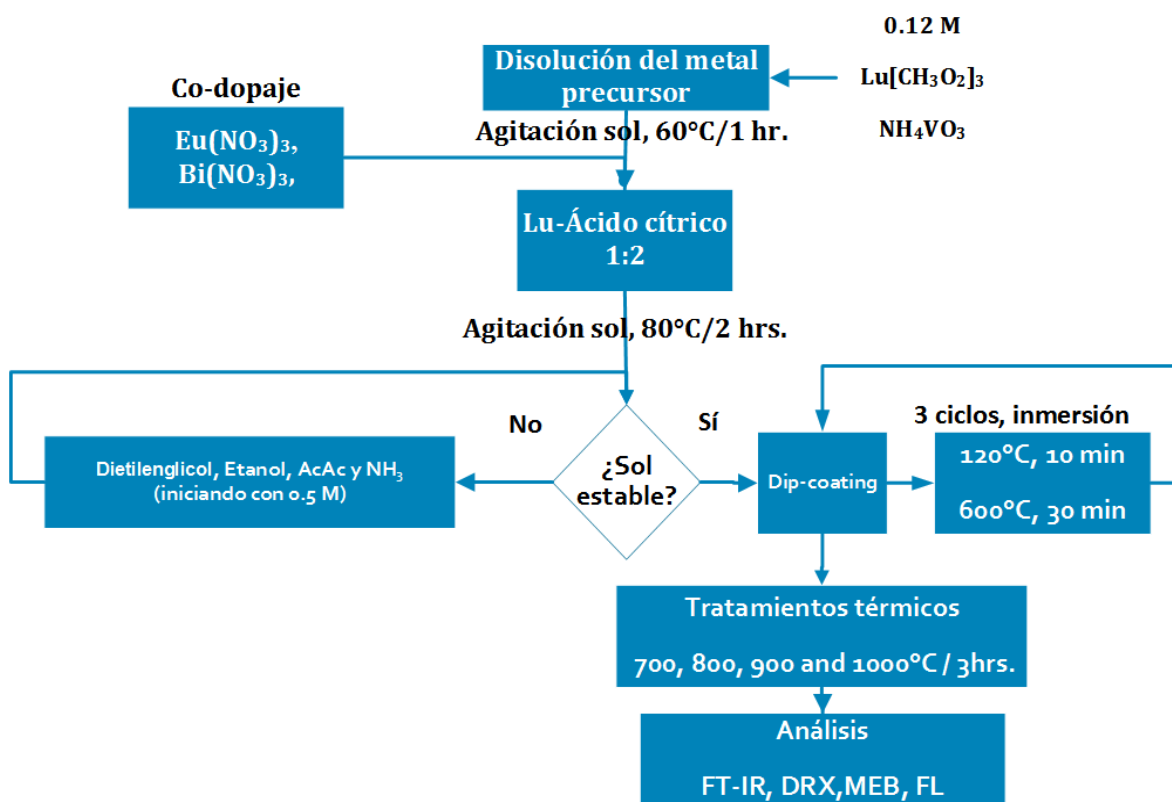 0.12 M
Disolución del metal
precursor
Lu[CH₃O₂]₃
NH₄VO₃
Co-dopaje
Eu(NO₃)₃,
Bi(NO₃)₃,
Agitación sol, 60°C/1 hr.
Lu-Ácido cítrico
1:2
Agitación sol, 80°C/2 hrs.
No
Sí
3 ciclos, inmersión
Dietilenglicol, Etanol, AcAc y NH₃
(iniciando con 0.5 M)
¿Sol
estable?
Dip-coating
120°C, 10 min
600°C, 30 min
Tratamientos térmicos
700, 800, 900 and 1000°C / 3hrs.
Análisis
FT-IR, DRX,MEB, FL